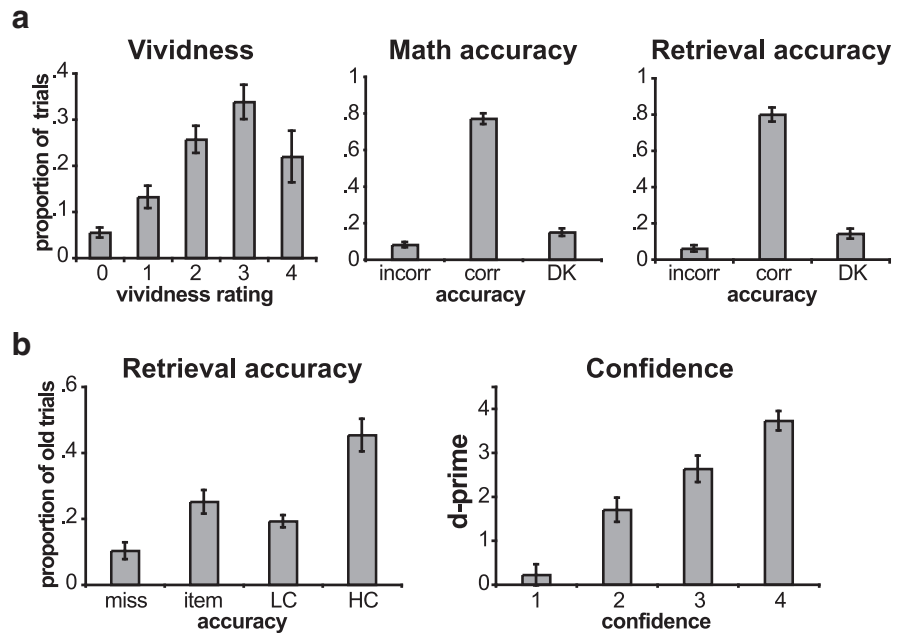 a
Vividness
proportion of trials
.4
.3
.2
.1
0
0 1 2 3 4
vividness rating
Math accuracy
1
.8
.6
.4
.2
0
incorr corr DK
accuracy
Retrieval accuracy
1
.8
.6
.4
.2
0
incorr corr DK
accuracy
b
Retrieval accuracy
proportion of old trials
.6
.4
.2
0
miss item LC HC
accuracy
Confidence
d-prime
4
3
2
1
0
1 2 3 4
confidence